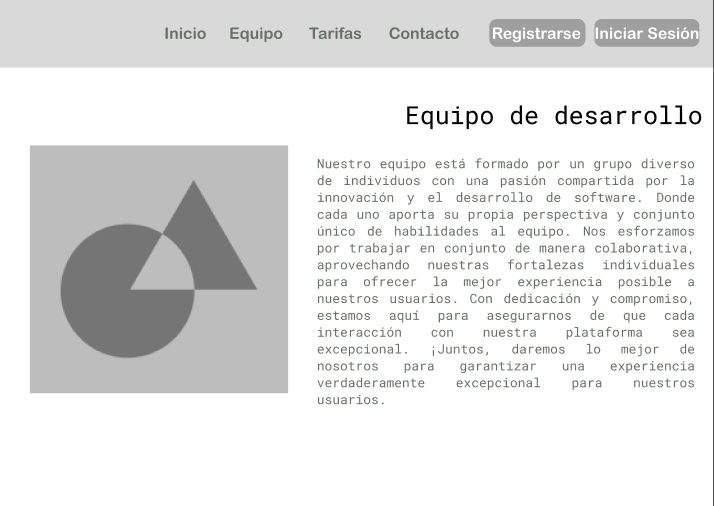 Inicio Equipo Tarifas Contacto Registrarse Iniciar Sesión
Equipo de desarrollo
Nuestro equipo está formado por un grupo diverso
de individuos con una pasión compartida por la
innovación y el desarrollo de software. Donde
cada uno aporta su propia perspectiva y conjunto
único de habilidades al equipo. Nos esforzamos
por trabajar en conjunto de manera colaborativa,
aprovechando nuestras fortalezas individuales
para ofrecer la mejor experiencia posible a
nuestros usuarios. Con dedicación y compromiso,
estamos aquí para asegurarnos de que cada
interacción con nuestra plataforma sea
excepcional. ¡Juntos, daremos lo mejor de
nosotros para garantizar una experiencia
verdaderamente excepcional para nuestros
usuarios.